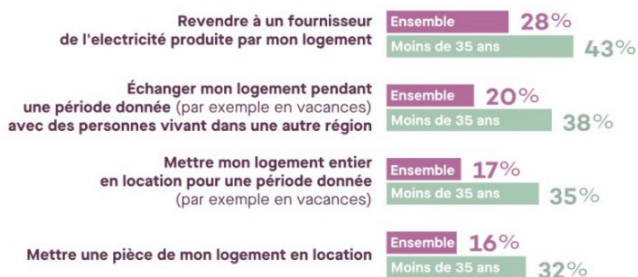 Revendre à un fournisseur
de l'electricité produite par mon logement
Ensemble 28%
Moins de 35 ans 43%
Échanger mon logement pendant
une période donnée (par exemple en vacances)
avec des personnes vivant dans une autre région
Ensemble 20%
Moins de 35 ans 38%
Mettre mon logement entier
en location pour une période donnée
(par exemple en vacances)
Ensemble 17%
Moins de 35 ans 35%
Mettre une pièce de mon logement en location
Ensemble 16%
Moins de 35 ans 32%